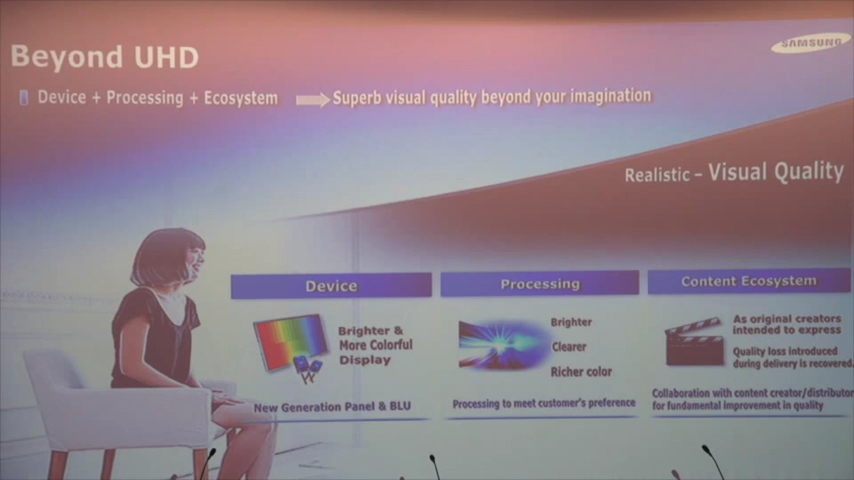 Beyond UHD
SAMSUNG
Device + Processing + Ecosystem
Superb visual quality beyond your imagination
Realistic - Visual Quality
Device
Brighter &
More Colorful
Display
New Generation Panel & BLU
Processing
Brighter
Clearer
Richer color
Processing to meet customer's preference
Content Ecosystem
As original creators
intended to express
Quality loss introduced
during delivery is recovered.
Collaboration with content creator/distributor
for fundamental improvement in quality